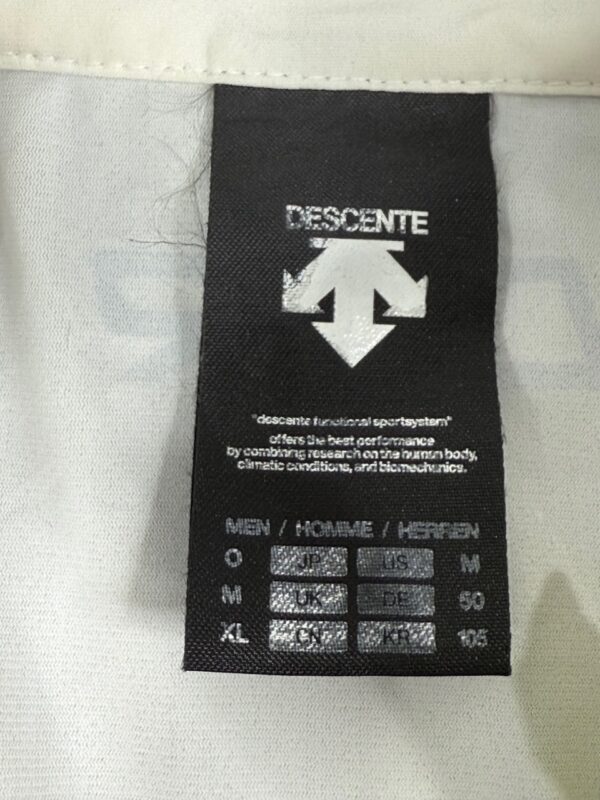 DESCENTE
"descente functional sportsystem"
offers the best performance
by combining research on the human body,
climatic conditions, and biomechanics.
MEN / HOMME / HERREN
O JP US M
M UK DE 50
XL CN KR 105